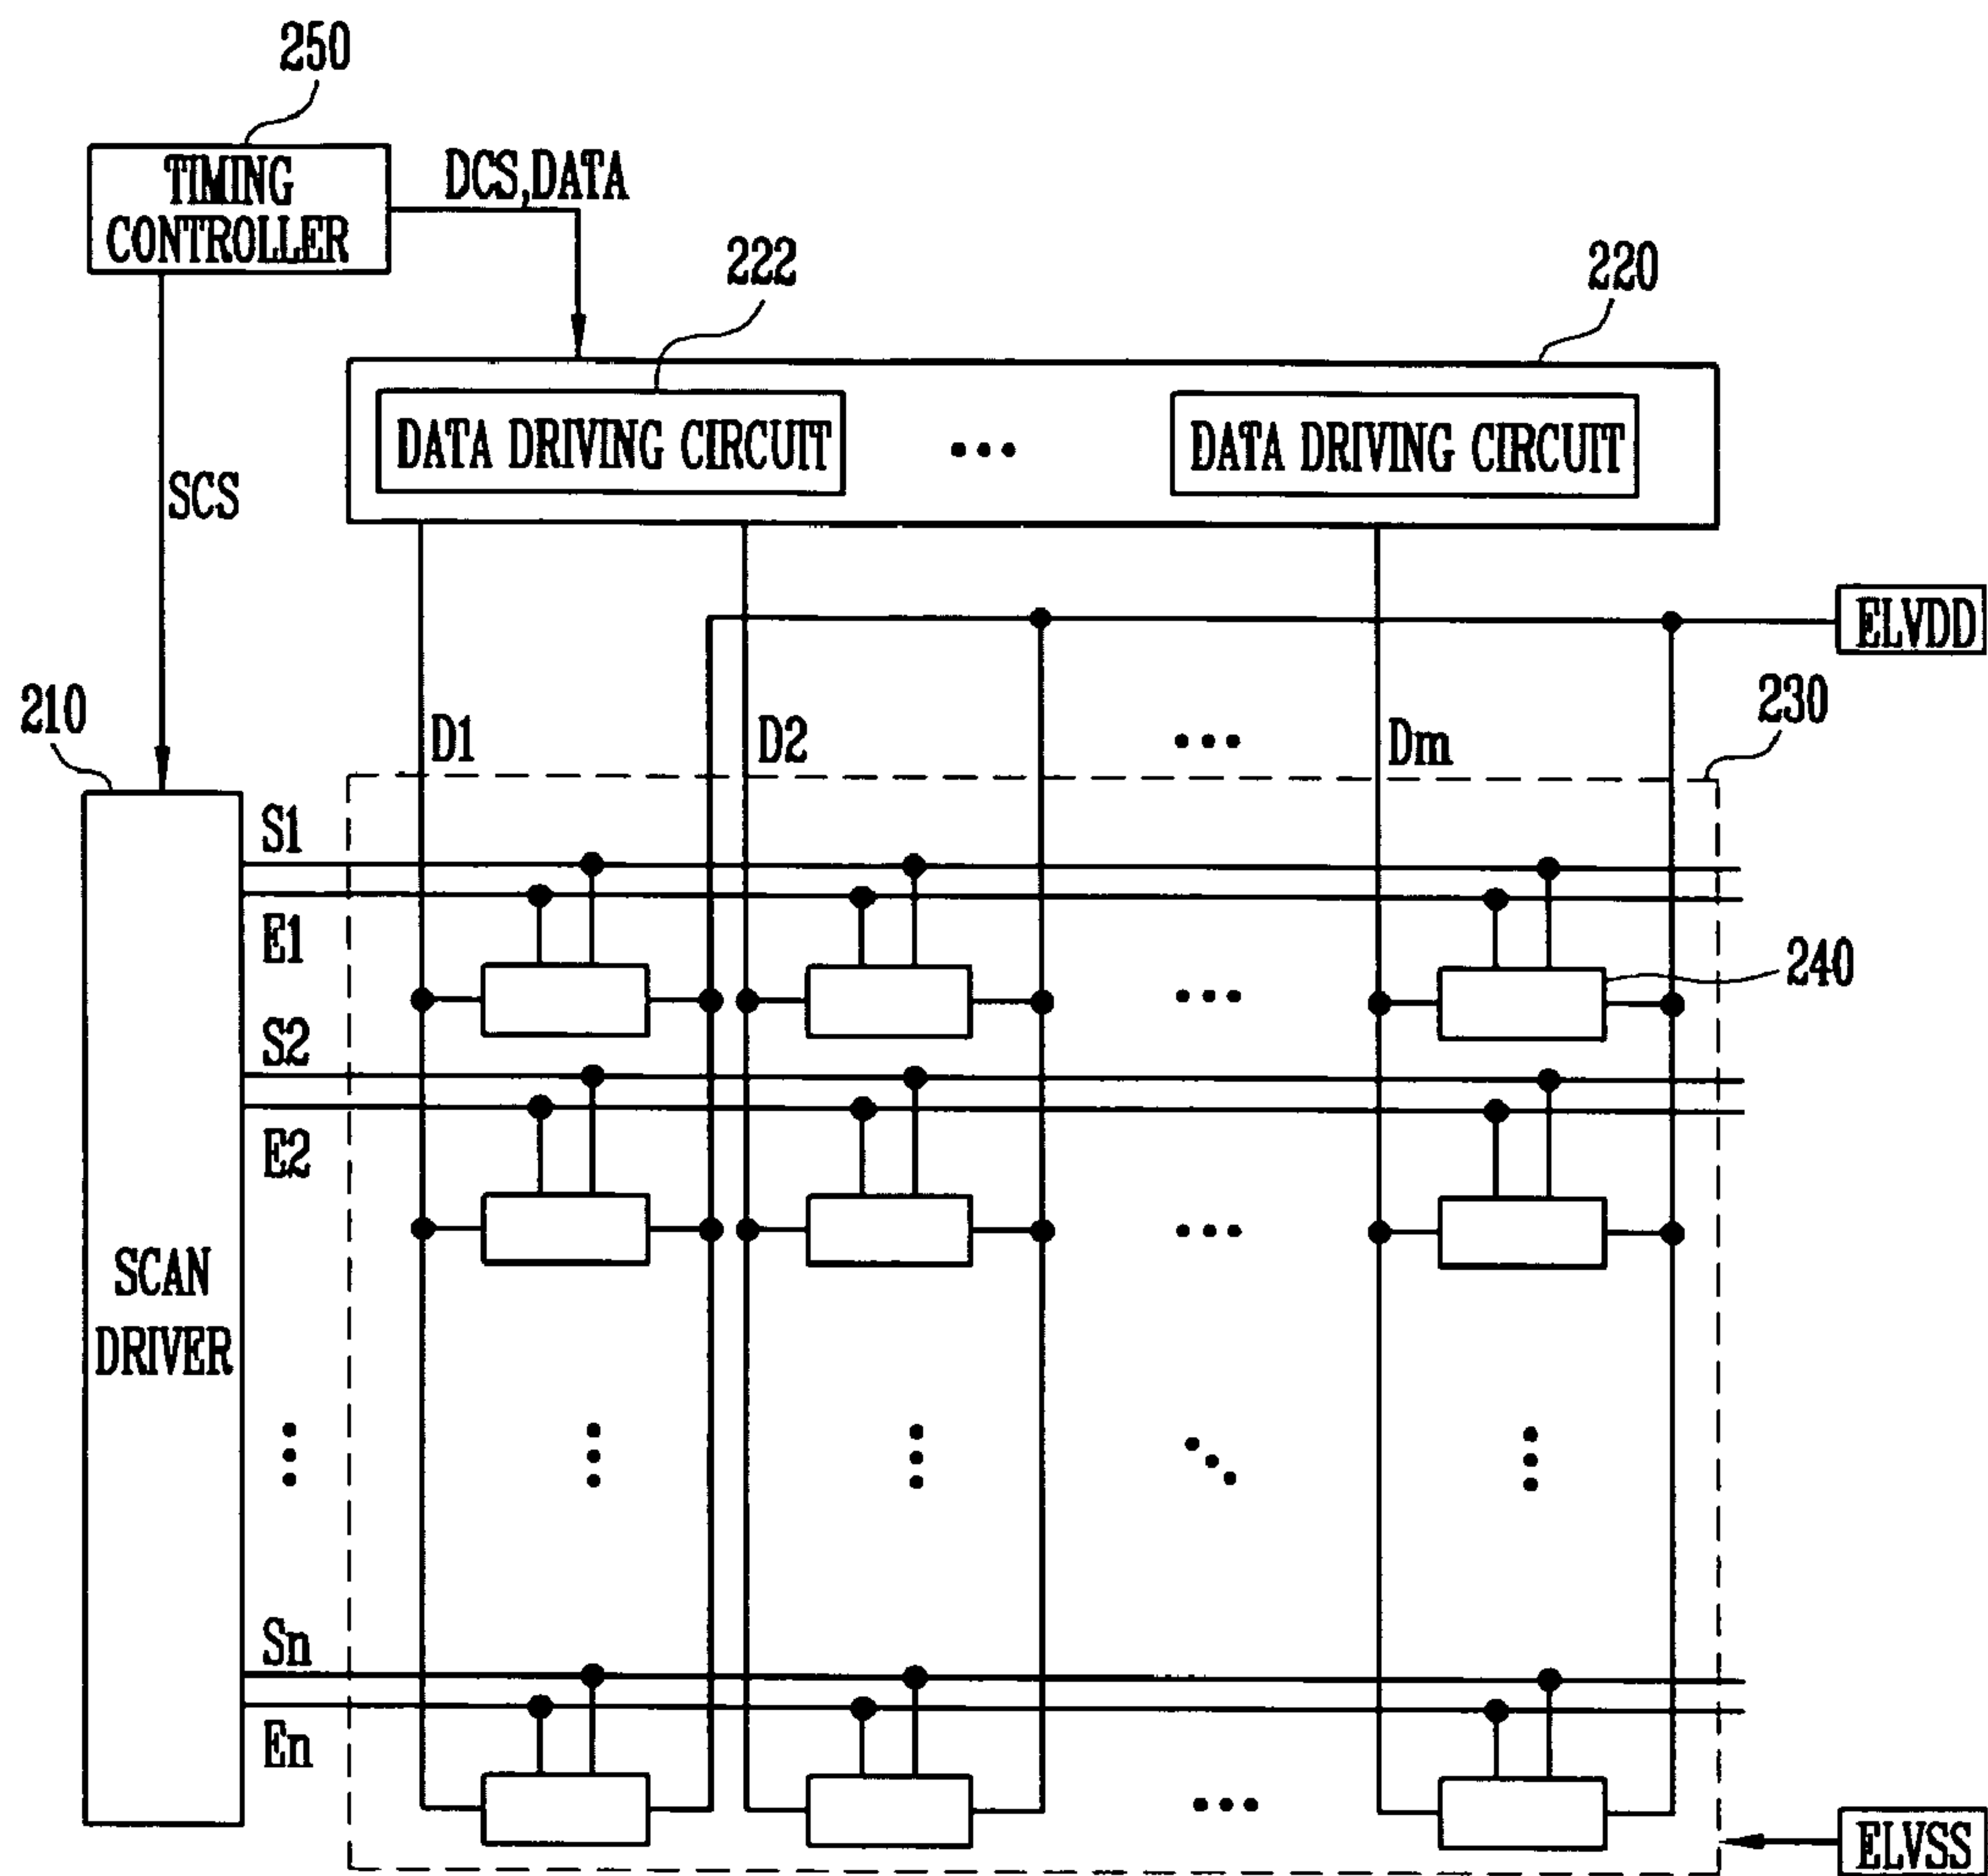 250
TIMING
CONTROLLER
DCS,DATA
222
220
DATA DRIVING CIRCUIT
DATA DRIVING CIRCUIT
SCS
ELVDD
210
230
D1
D2
Dm
S1
E1
240
S2
E2
SCAN
DRIVER
Sn
En
ELVSS